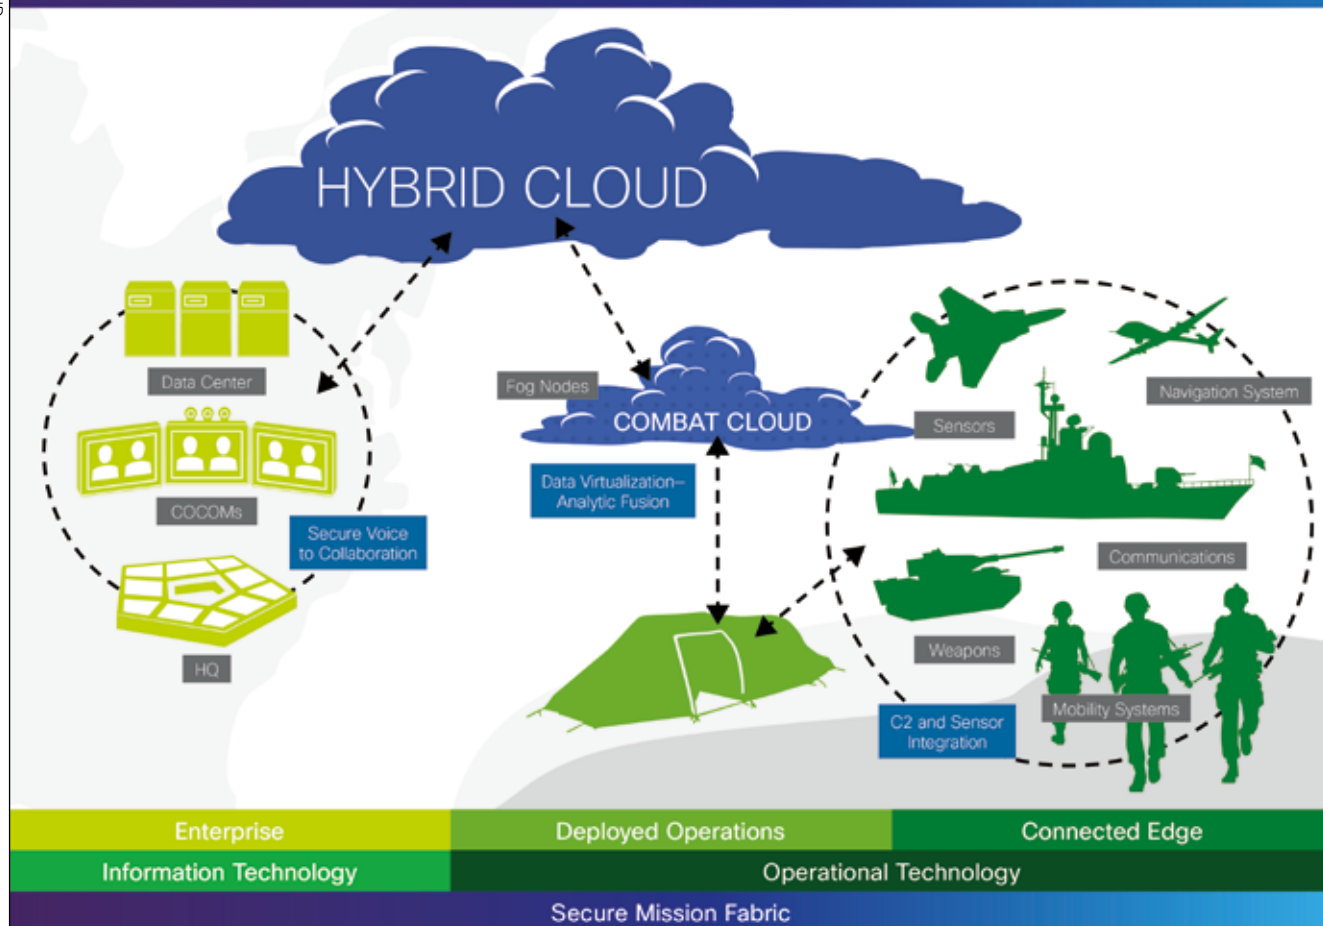 HYBRID CLOUD
Data Center
COCOMs
Secure Voice
to Collaboration
HQ
Fog Nodes
COMBAT CLOUD
Data Virtualization–
Analytic Fusion
Sensors
Navigation System
Communications
Weapons
Mobility Systems
C2 and Sensor
Integration
Enterprise
Deployed Operations
Connected Edge
Information Technology
Operational Technology
Secure Mission Fabric